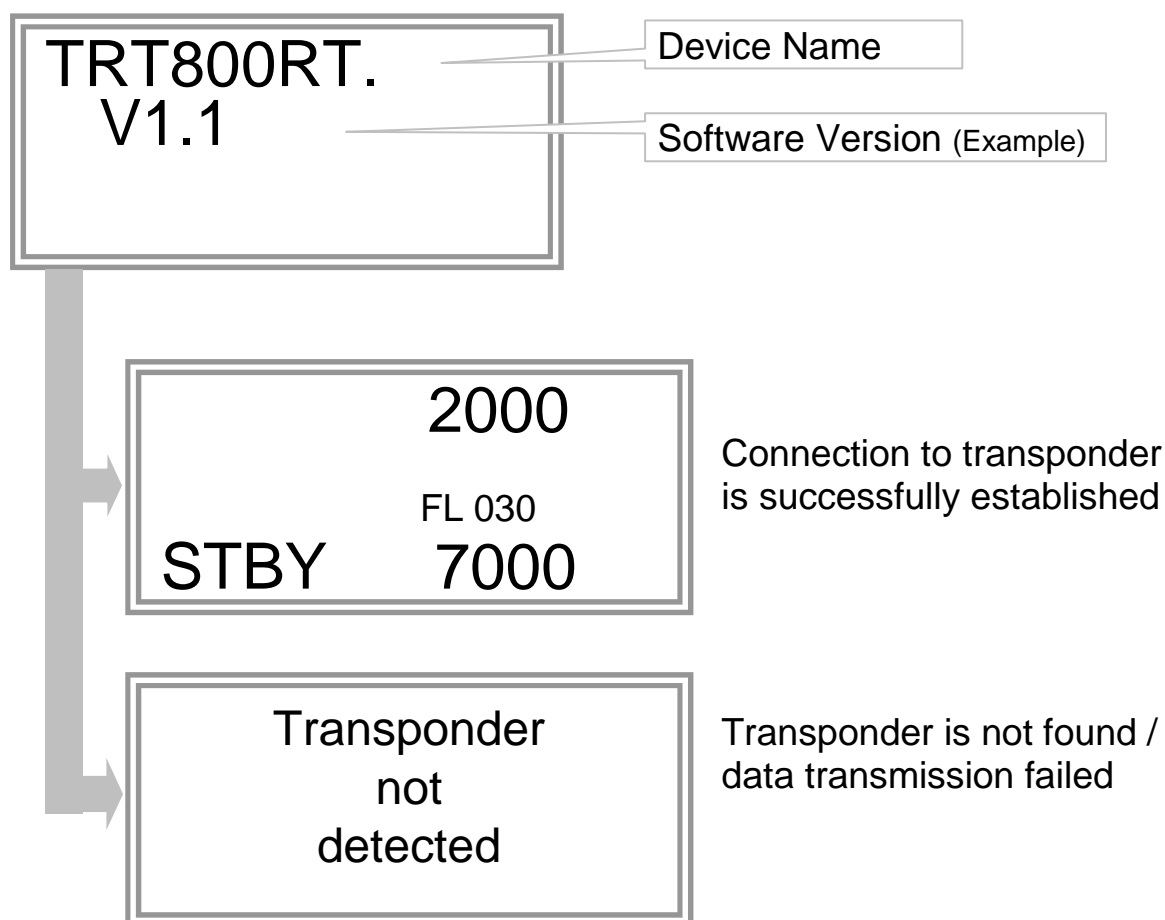 TRT800RT.
V1.1
Device Name
Software Version (Example)
2000
FL 030
STBY 7000
Connection to transponder
is successfully established
Transponder
not
detected
Transponder is not found /
data transmission failed